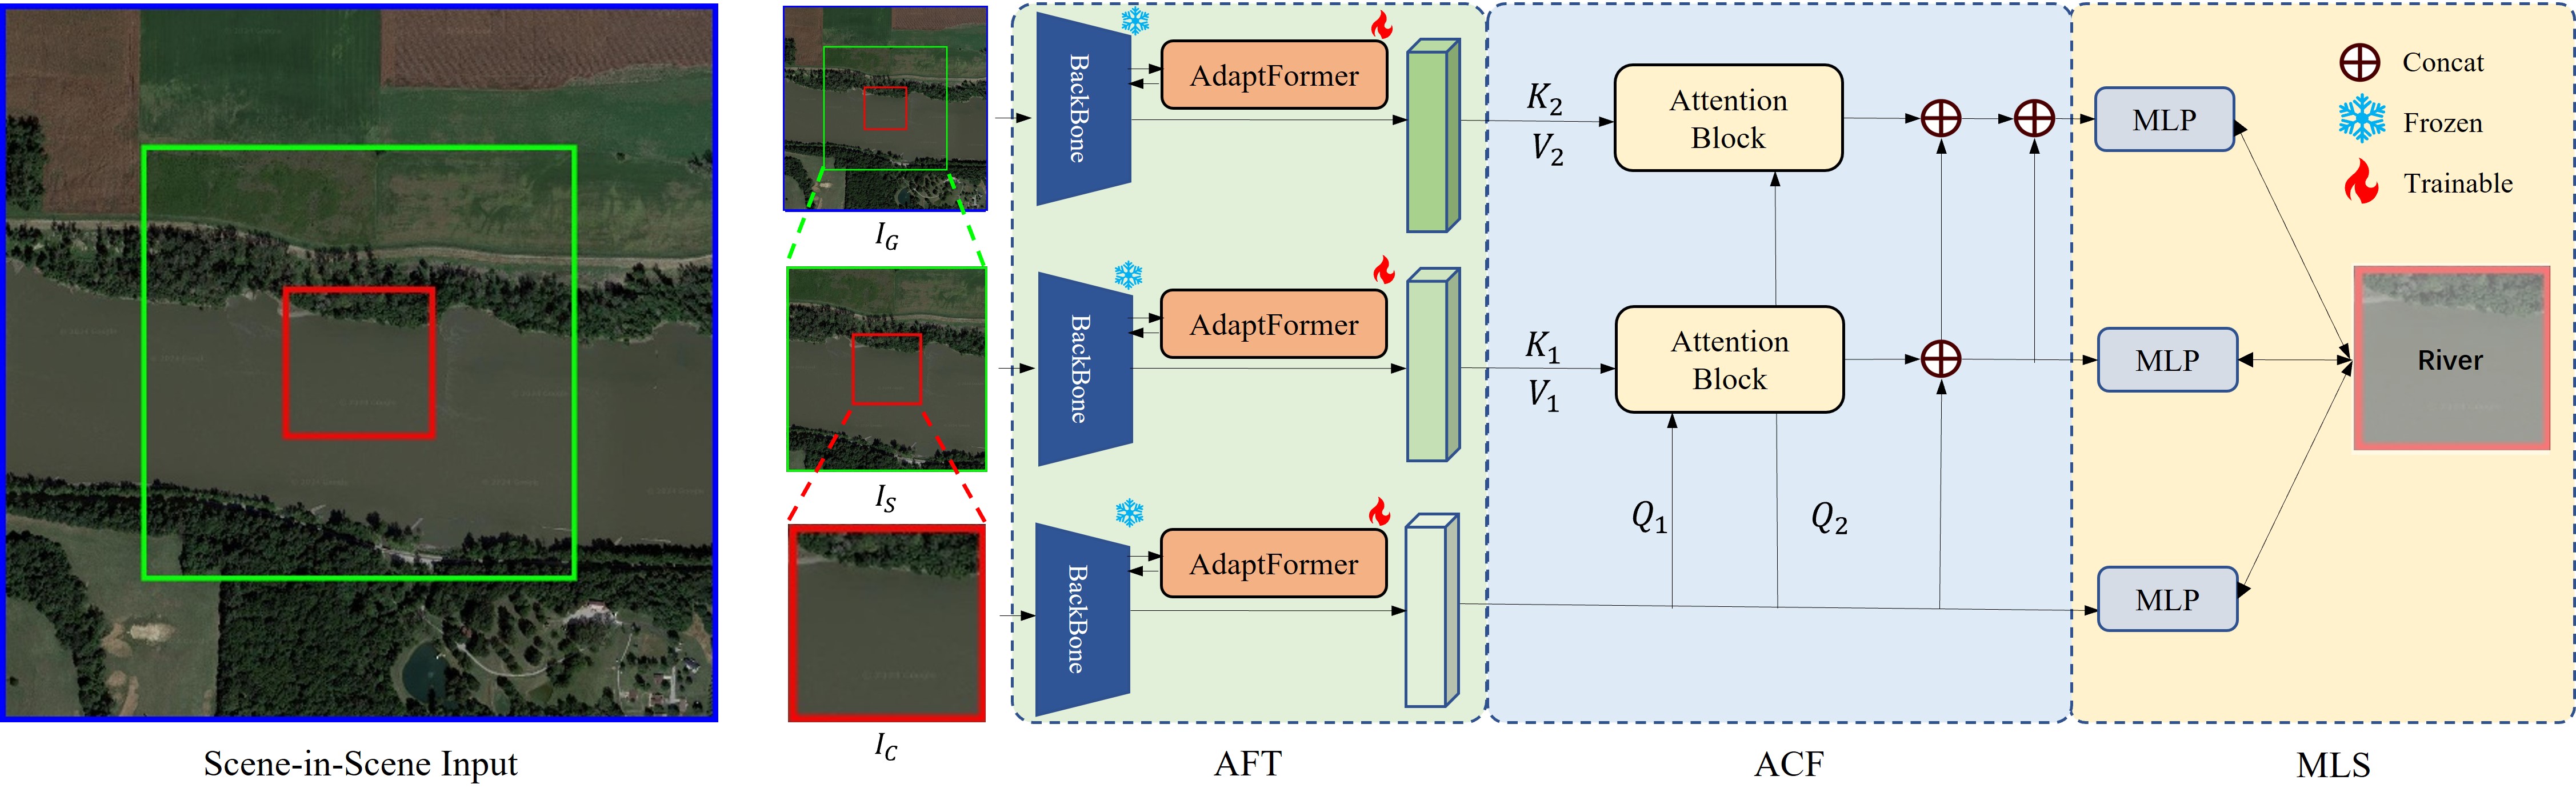 Scene-in-Scene Input
I_G
I_S
I_C
BackBone
AdaptFormer
BackBone
AdaptFormer
BackBone
AdaptFormer
AFT
K_2
V_2
Attention
Block
K_1
V_1
Attention
Block
Q_1
Q_2
ACF
MLP
MLP
MLP
Concat
Frozen
Trainable
River
MLS